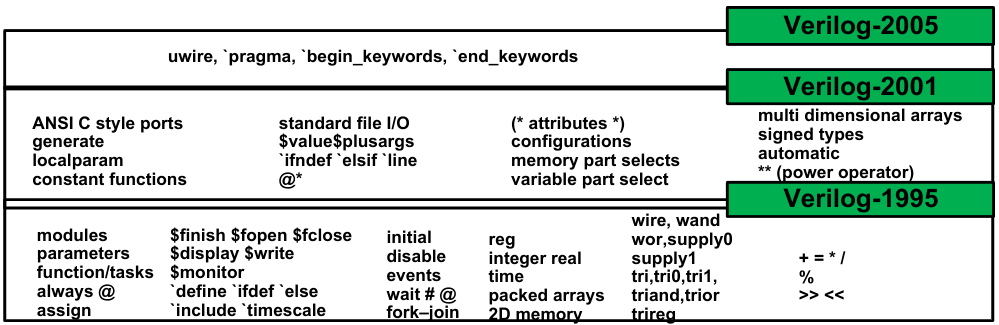 Verilog-2005
uwire, `pragma, `begin_keywords, `end_keywords
Verilog-2001
ANSI C style ports
generate
localparam
constant functions
standard file I/O
$value$plusargs
`ifndef `elsif `line
@*
(* attributes *)
configurations
memory part selects
variable part select
multi dimensional arrays
signed types
automatic
** (power operator)
Verilog-1995
modules
parameters
function/tasks
always @
assign
$finish $fopen $fclose
$display $write
$monitor
`define `ifdef `else
`include `timescale
initial
disable
events
wait # @
fork–join
reg
integer real
time
packed arrays
2D memory
wire, wand
wor,supply0
supply1
tri,tri0,tri1,
triand,trior
trireg
+ = * /
%
>> <<